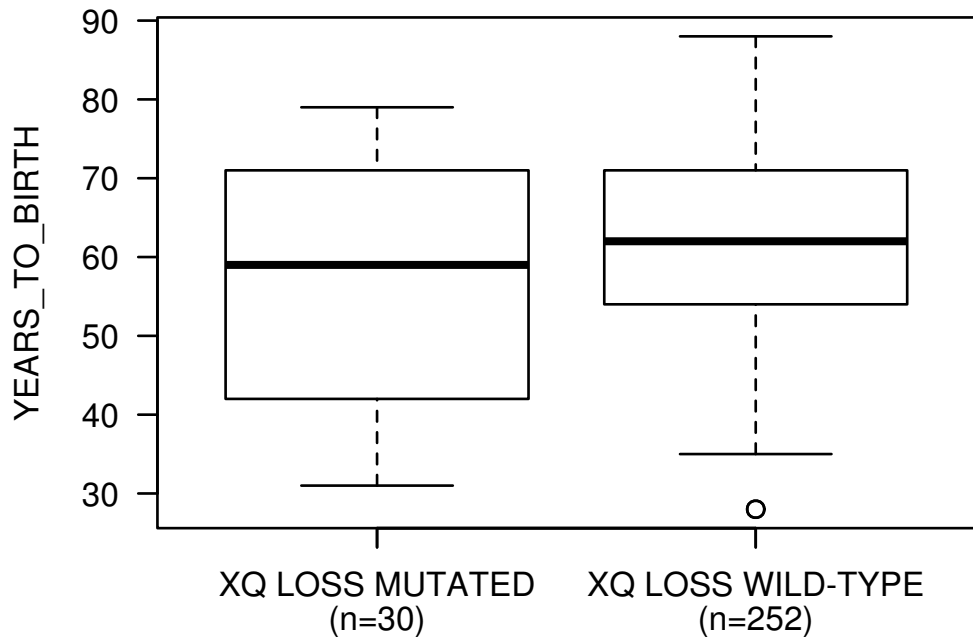 YEARS_TO_BIRTH
90
80
70
60
50
40
30
XQ LOSS MUTATED
(n=30)
XQ LOSS WILD-TYPE
(n=252)